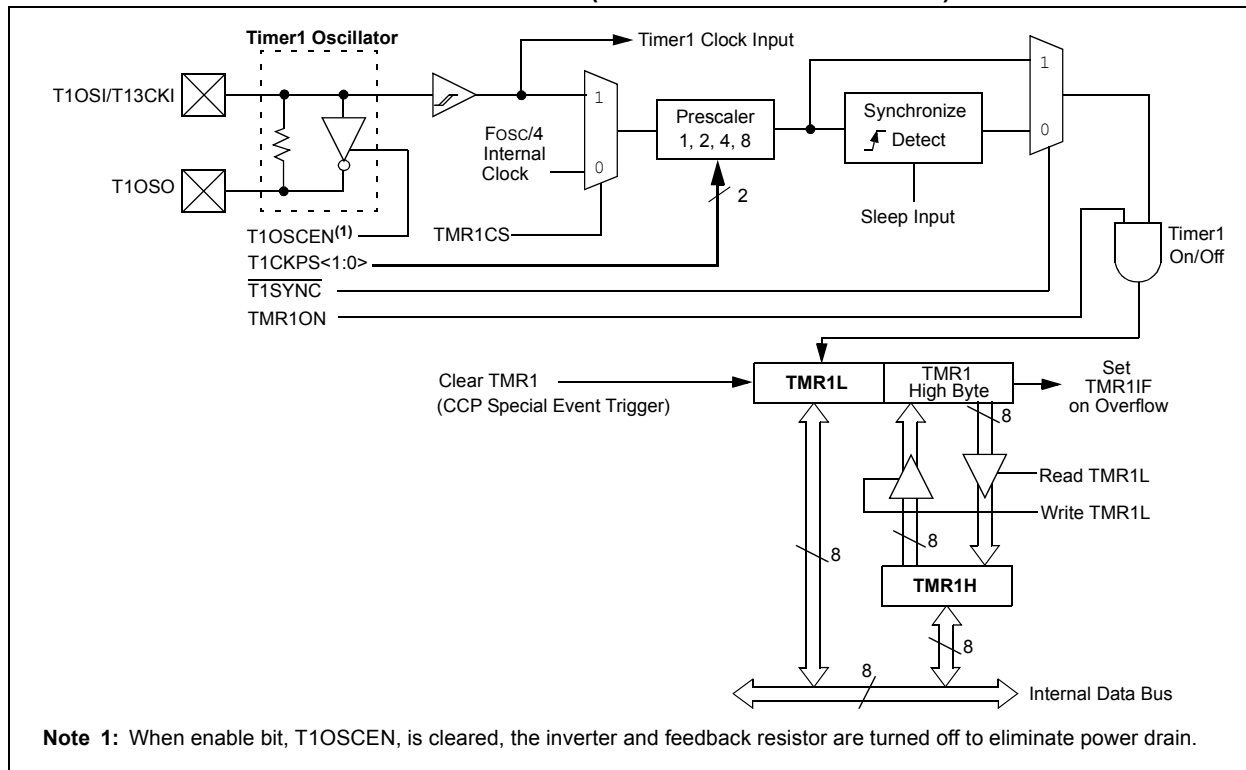 Timer1 Oscillator
Timer1 Clock Input
T1OSI/T13CKI
1
1
Prescaler
1, 2, 4, 8
Synchronize
Detect
FOSC/4
Internal
Clock
0
0
T1OSO
2
Sleep Input
T1OSCEN(1)
TMR1CS
Timer1
On/Off
T1CKPS<1:0>
T1SYNC
TMR1ON
Clear TMR1
(CCP Special Event Trigger)
TMR1L
TMR1
High Byte
Set
TMR1IF
on Overflow
8
Read TMR1L
Write TMR1L
8
8
TMR1H
8
8
Internal Data Bus
Note 1: When enable bit, T1OSCEN, is cleared, the inverter and feedback resistor are turned off to eliminate power drain.